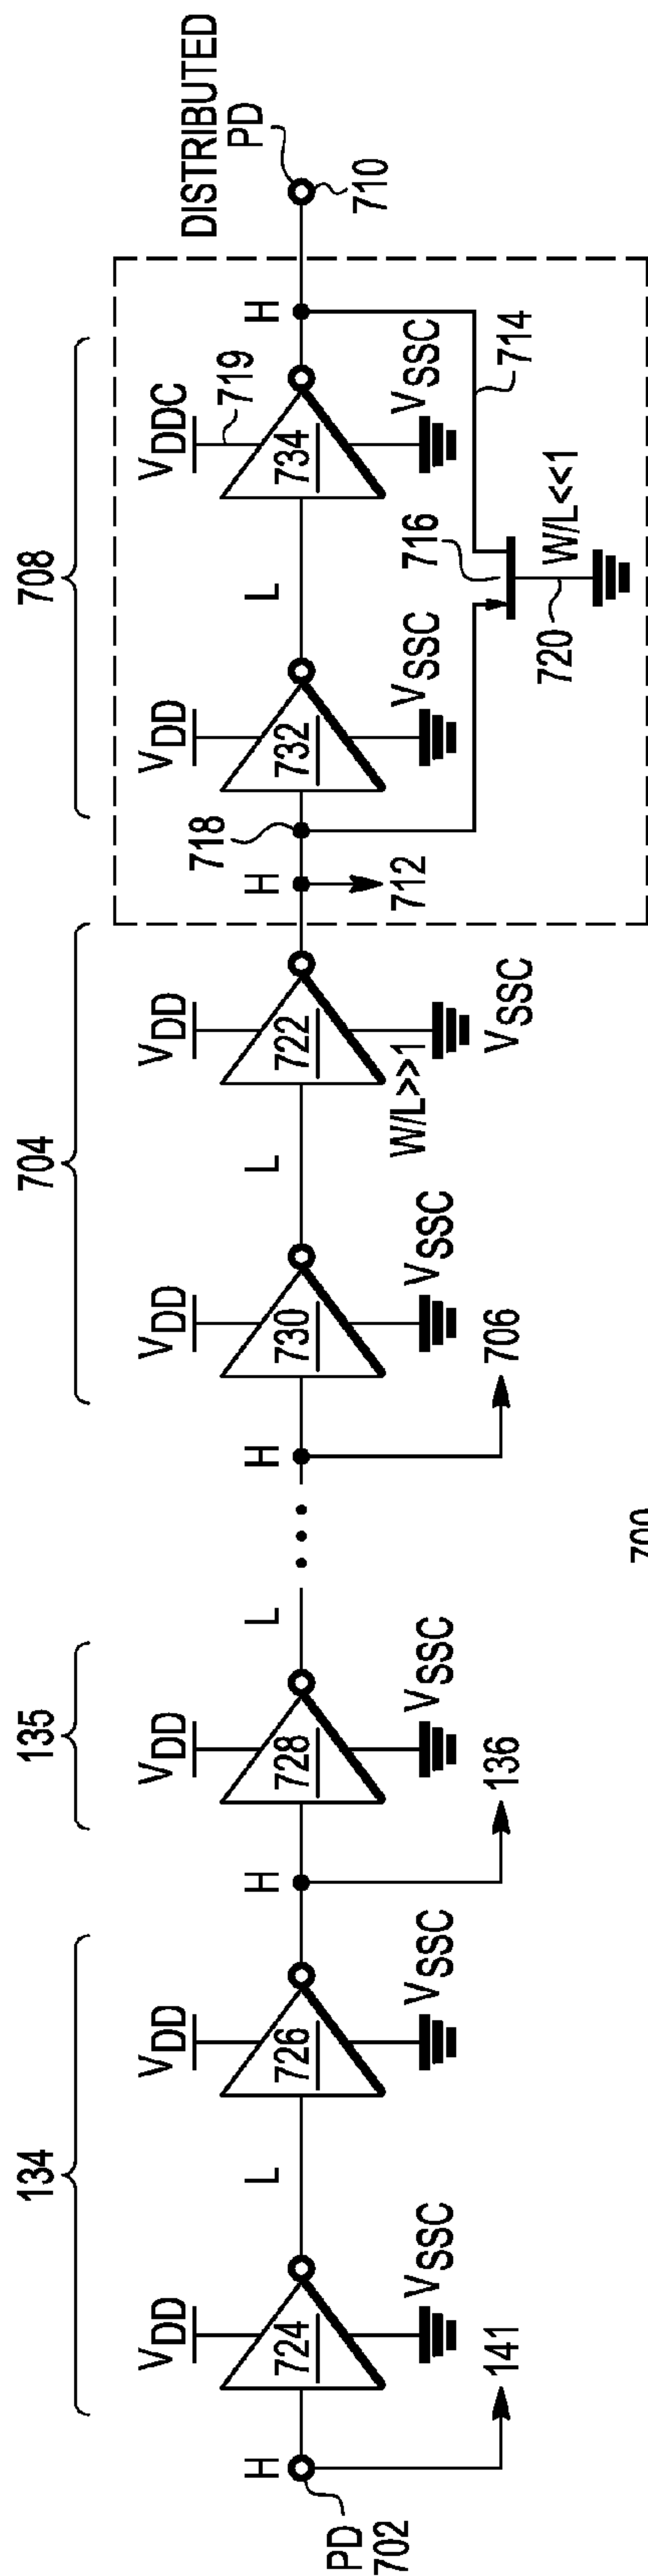 134
135
704
708
V_DD
V_DD
V_DD
V_DD
V_DD
V_DD
V_DDC
719
DISTRIBUTED
PD
H
L
H
L
H
L
H
718
L
H
PD
702
724
726
728
730
722
732
734
710
W/L>>1
712
V_SSC
V_SSC
V_SSC
V_SSC
V_SSC
V_SSC
V_SSC
141
136
706
716
714
720
W/L<<1
700